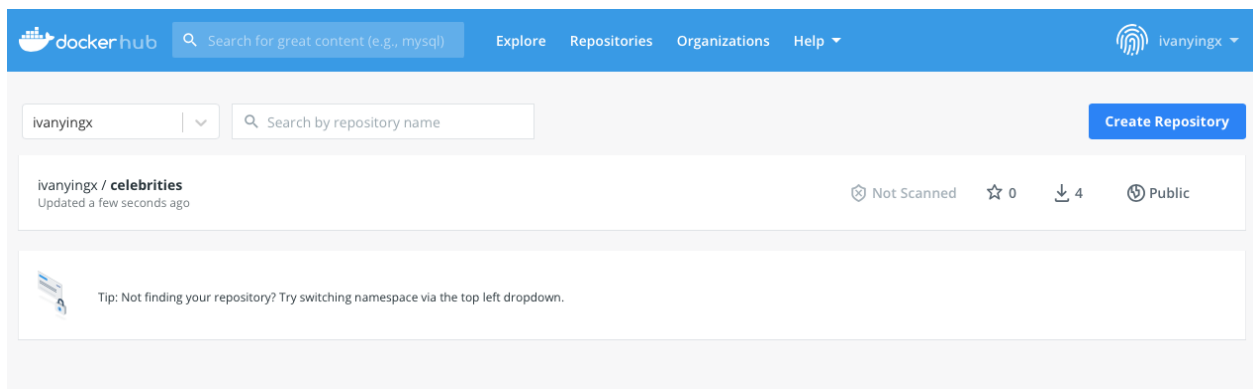 dockerhub Search for great content (e.g., mysql) Explore Repositories Organizations Help ivanyingx
ivanyingx Search by repository name Create Repository
ivanyingx / celebrities
Updated a few seconds ago
Not Scanned 0 4 Public
Tip: Not finding your repository? Try switching namespace via the top left dropdown.